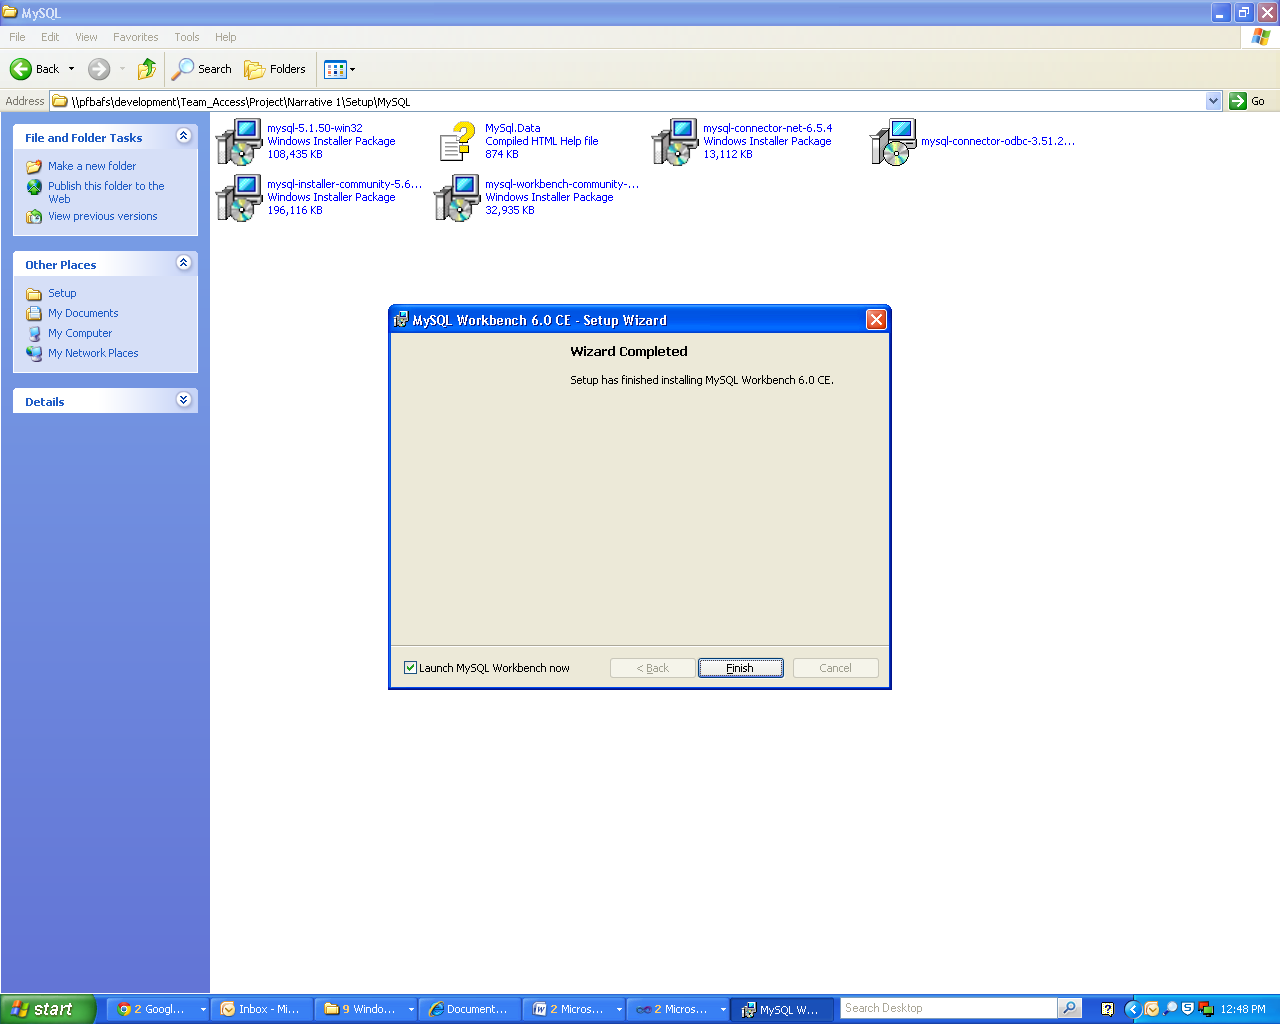 MySQL
File Edit View Favorites Tools Help
Back Search Folders
Address \\pfbafs\development\Team_Access\Project\Narrative 1\Setup\MySQL Go
File and Folder Tasks
Make a new folder
Publish this folder to the
Web
View previous versions
Other Places
Setup
My Documents
My Computer
My Network Places
Details
mysql-5.1.50-win32
Windows Installer Package
108,435 KB
MySql.Data
Compiled HTML Help file
874 KB
mysql-connector-net-6.5.4
Windows Installer Package
13,112 KB
mysql-connector-odbc-3.51.2...
mysql-installer-community-5.6...
Windows Installer Package
196,116 KB
mysql-workbench-community-...
Windows Installer Package
32,935 KB
MySQL Workbench 6.0 CE - Setup Wizard
Wizard Completed
Setup has finished installing MySQL Workbench 6.0 CE.
Launch MySQL Workbench now < Back Finish Cancel
start 2 Googl... Inbox - Mi... 9 Windo... Document... 2 Micros... 2 Micros... MySQL W... Search Desktop 12:48 PM